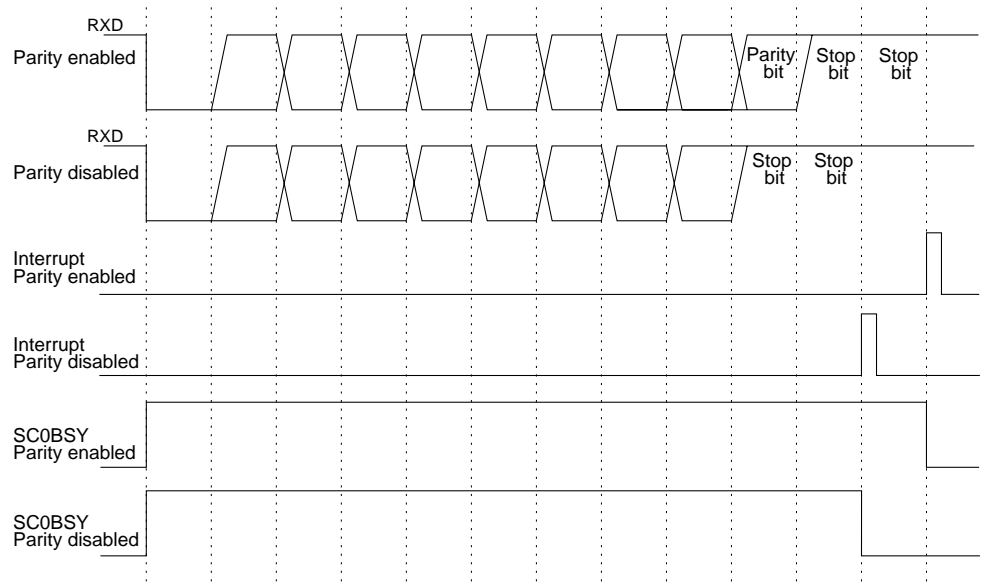 RXD
Parity enabled
Parity bit
Stop bit
Stop bit
RXD
Parity disabled
Stop bit
Stop bit
Interrupt
Parity enabled
Interrupt
Parity disabled
SC0BSY
Parity enabled
SC0BSY
Parity disabled